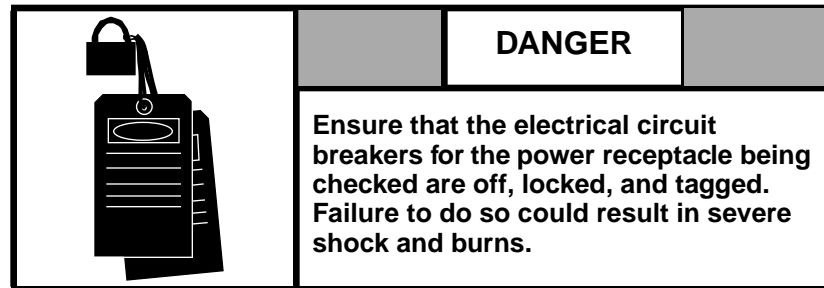 DANGER
Ensure that the electrical circuit
breakers for the power receptacle being
checked are off, locked, and tagged.
Failure to do so could result in severe
shock and burns.